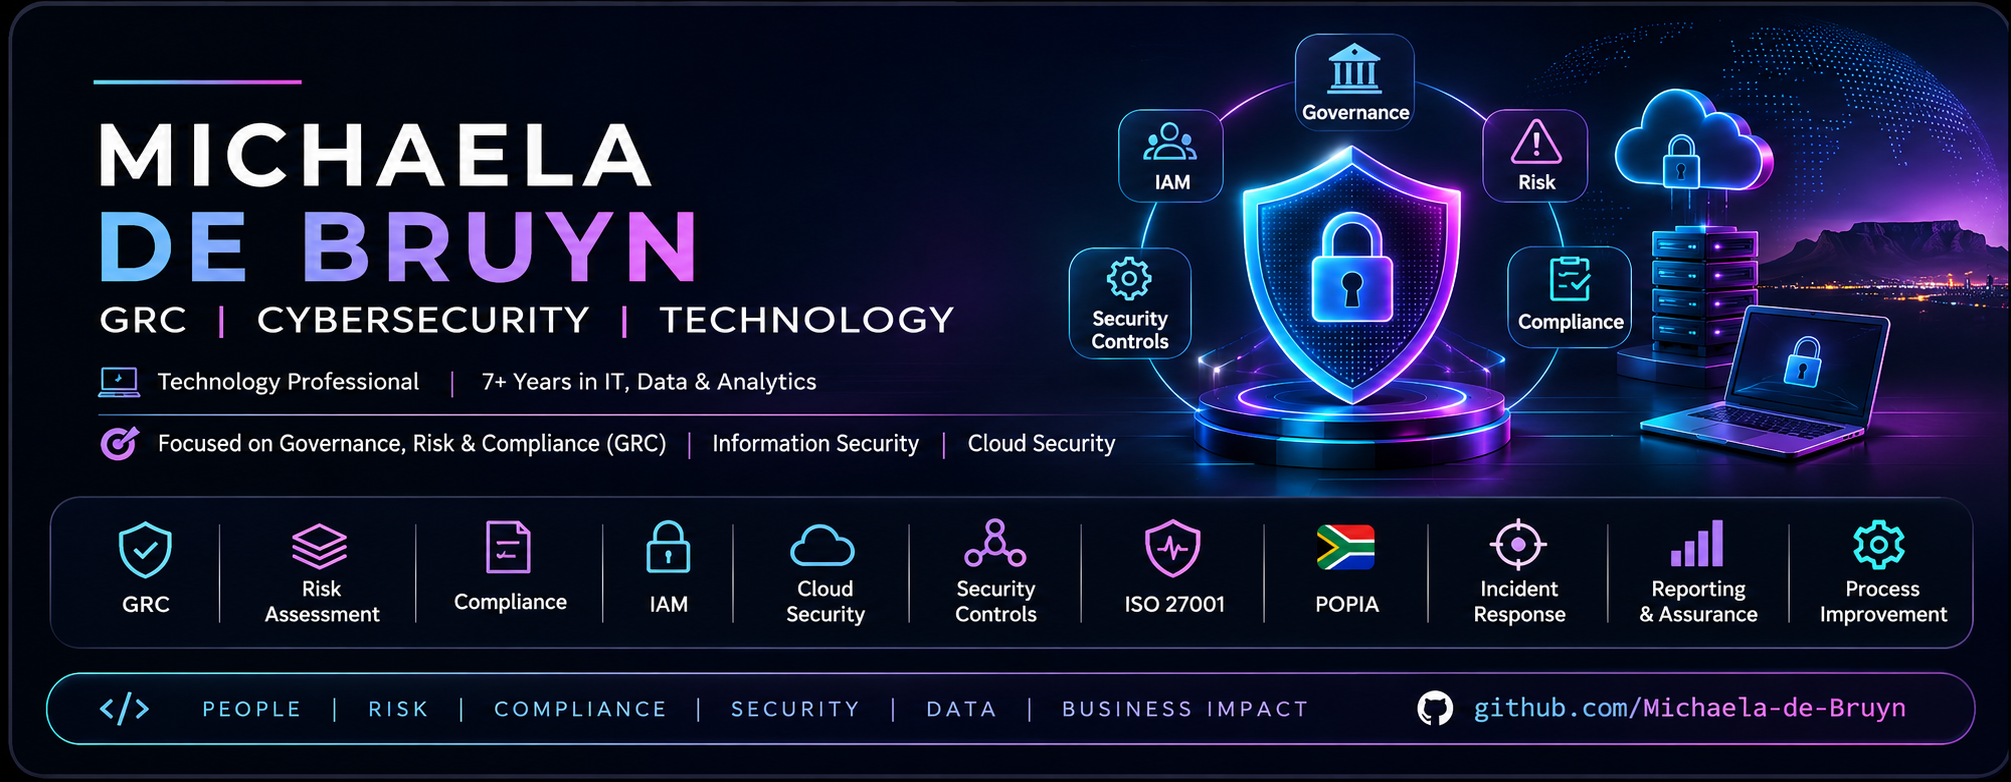 MICHAELA
DE BRUYN
GRC | CYBERSECURITY | TECHNOLOGY
Technology Professional | 7+ Years in IT, Data & Analytics
Focused on Governance, Risk & Compliance (GRC) | Information Security | Cloud Security
Governance
IAM
Risk
Security
Controls
Compliance
GRC
Risk
Assessment
Compliance
IAM
Cloud
Security
Security
Controls
ISO 27001
POPIA
Incident
Response
Reporting
& Assurance
Process
Improvement
</> PEOPLE | RISK | COMPLIANCE | SECURITY | DATA | BUSINESS IMPACT
github.com/Michaela-de-Bruyn